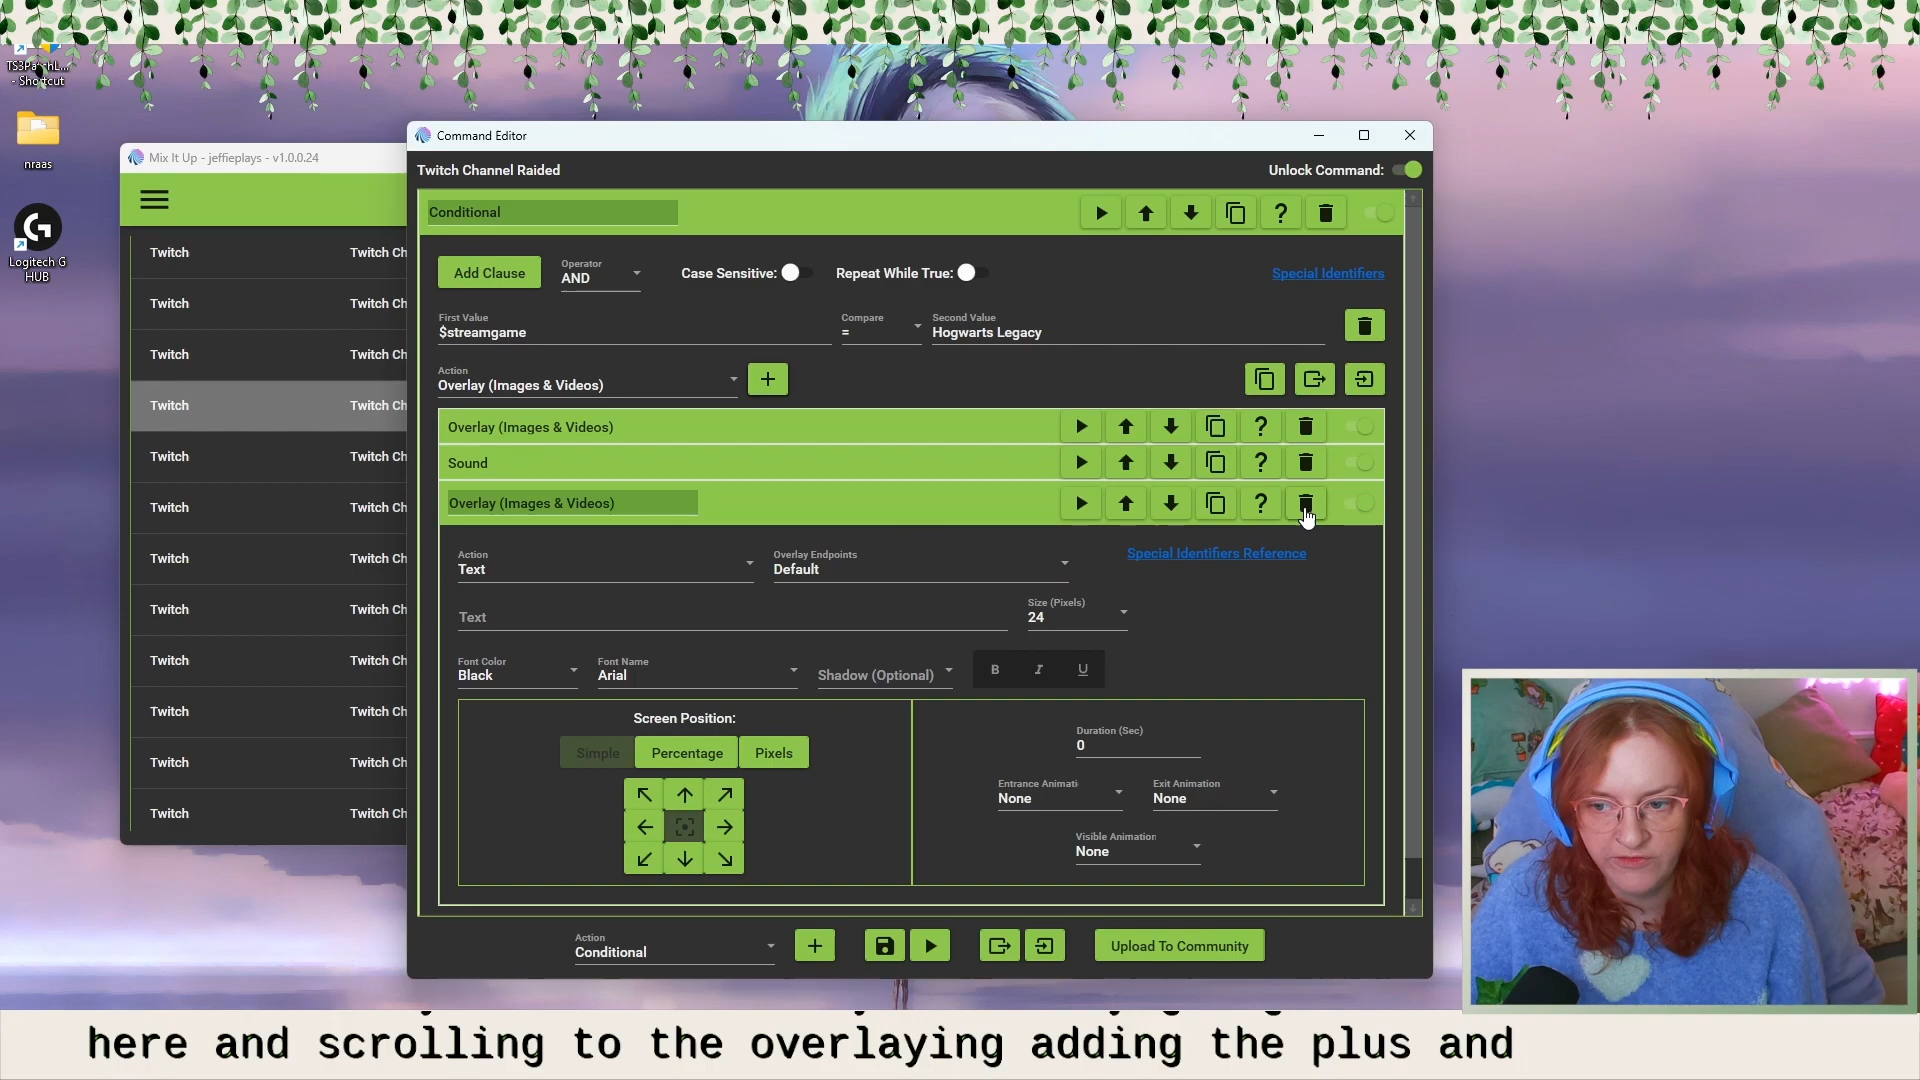 TS3PatchL...
- Shortcut
nraas
Logitech G
HUB
Mix It Up - jeffieplays - v1.0.0.24
Twitch Twitch Ch
Twitch Twitch Ch
Twitch Twitch Ch
Twitch Twitch Ch
Twitch Twitch Ch
Twitch Twitch Ch
Twitch Twitch Ch
Twitch Twitch Ch
Twitch Twitch Ch
Twitch Twitch Ch
Twitch Twitch Ch
Twitch Twitch Ch
Command Editor
Twitch Channel Raided Unlock Command:
Conditional
Add Clause
Operator
AND
Case Sensitive: Repeat While True: Special Identifiers
First Value Compare Second Value
$streamgame = Hogwarts Legacy
Action
Overlay (Images & Videos)
Overlay (Images & Videos)
Sound
Overlay (Images & Videos)
Action Overlay Endpoints Special Identifiers Reference
Text Default
Text
Size (Pixels)
24
Font Color Font Name
Black Arial Shadow (Optional) B I U
Screen Position:
Simple Percentage Pixels
Duration (Sec)
0
Entrance Animati Exit Animation
None None
Visible Animation
None
Action
Conditional
Upload To Community
here and scrolling to the overlaying adding the plus and